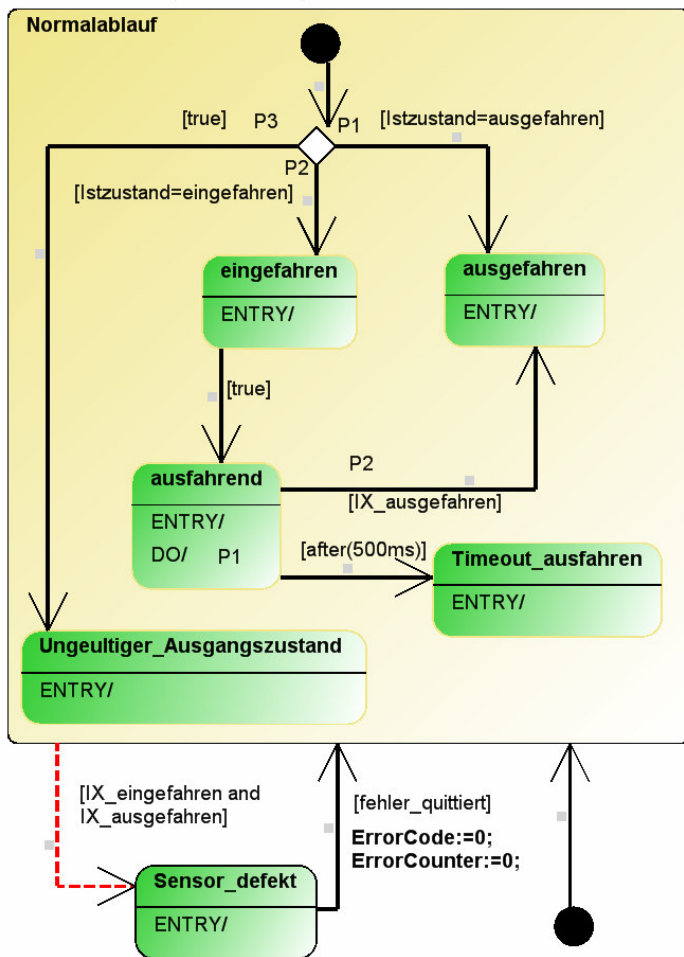 Normalablauf
[true]
P3
P1
[Istzustand=ausgefahren]
P2
[Istzustand=eingefahren]
eingefahren
ENTRY/
ausgefahren
ENTRY/
[true]
ausfahrend
ENTRY/
DO/ P1
P2
[IX_ausgefahren]
[after(500ms)]
Timeout_ausfahren
ENTRY/
Ungeultiger_Ausgangszustand
ENTRY/
[IX_eingefahren and
IX_ausgefahren]
[fehler_quittiert]
ErrorCode:=0;
ErrorCounter:=0;
Sensor_defekt
ENTRY/